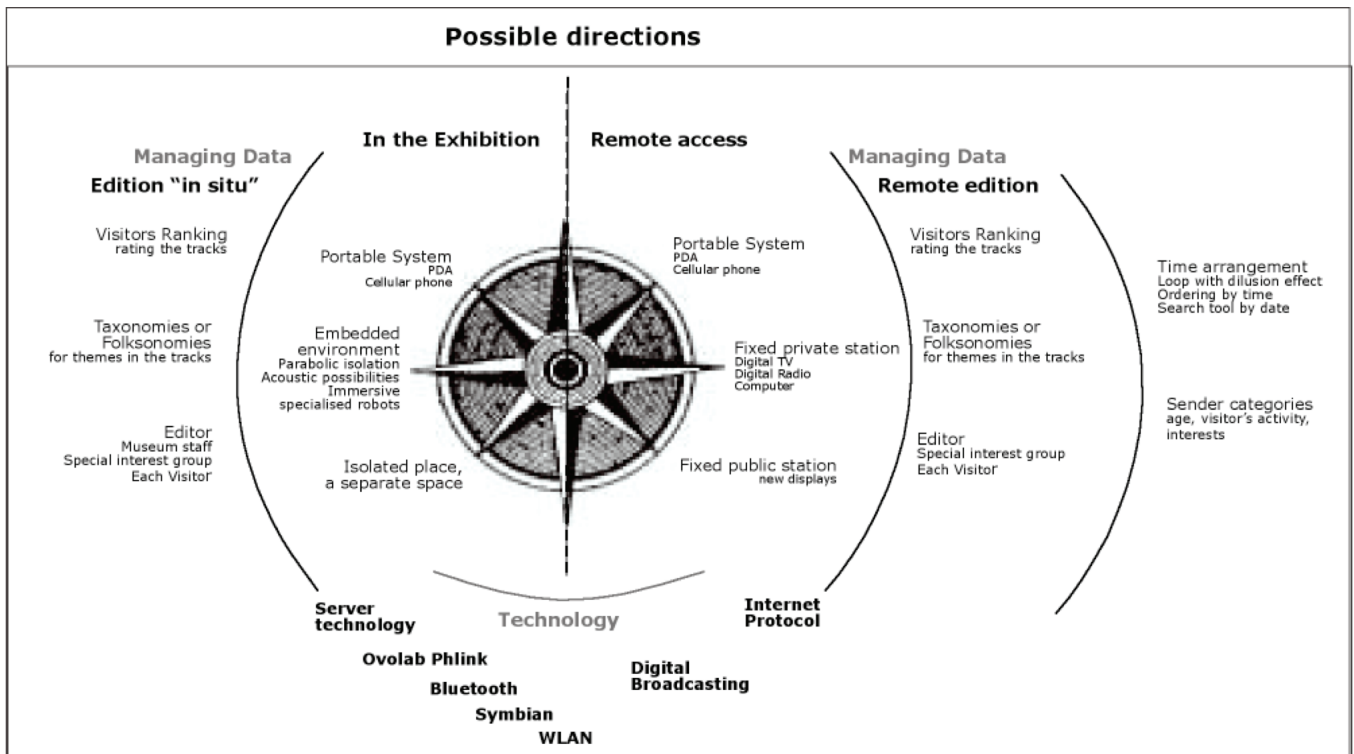 Possible directions
In the Exhibition
Remote access
Managing Data
Edition “in situ”
Visitors Ranking
rating the tracks
Taxonomies or
Folksonomies
for themes in the tracks
Editor
Museum staff
Special interest group
Each Visitor
Portable System
PDA
Cellular phone
Embedded
environment
Parabolic isolation
Acoustic possibilities
Immersive
specialised robots
Isolated place,
a separate space
Portable System
PDA
Cellular phone
Fixed private station
Digital TV
Digital Radio
Computer
Fixed public station
new displays
Managing Data
Remote edition
Visitors Ranking
rating the tracks
Taxonomies or
Folksonomies
for themes in the tracks
Editor
Special interest group
Each Visitor
Time arrangement
Loop with dilusion effect
Ordering by time
Search tool by date
Sender categories
age, visitor’s activity,
interests
Technology
Server
technology
Ovolab Phlink
Bluetooth
Symbian
WLAN
Digital
Broadcasting
Internet
Protocol